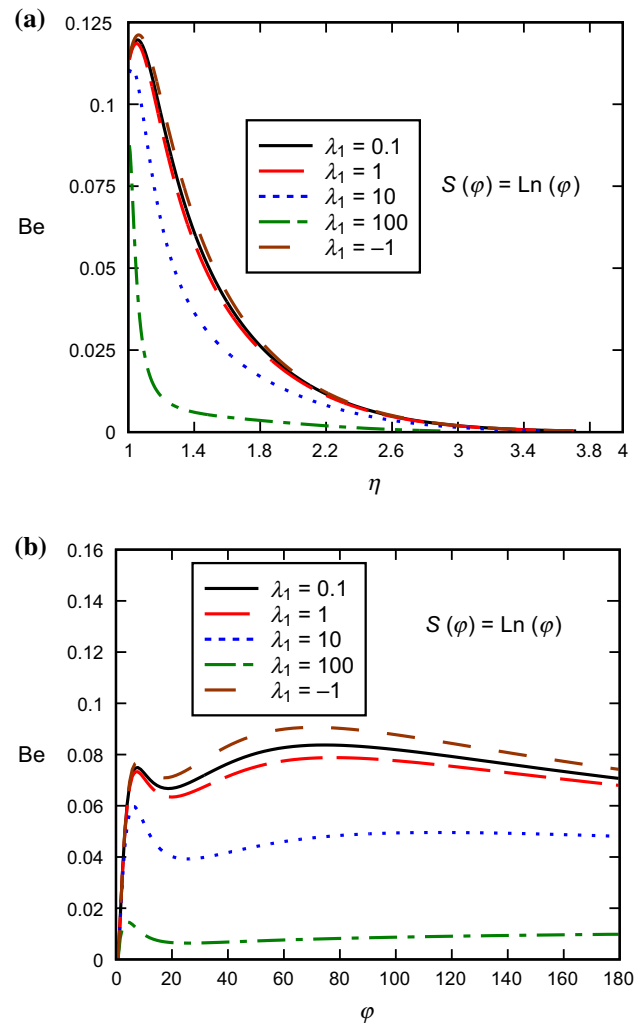 (a)
0.125
0.1
0.075
0.05
0.025
0
Be
λ1 = 0.1
λ1 = 1
λ1 = 10
λ1 = 100
λ1 = –1
S (φ) = Ln (φ)
1 1.4 1.8 2.2 2.6 3 3.4 3.8 4
η
(b)
0.16
0.14
0.12
0.1
0.08
0.06
0.04
0.02
0
Be
λ1 = 0.1
λ1 = 1
λ1 = 10
λ1 = 100
λ1 = –1
S (φ) = Ln (φ)
0 20 40 60 80 100 120 140 160 180
φ